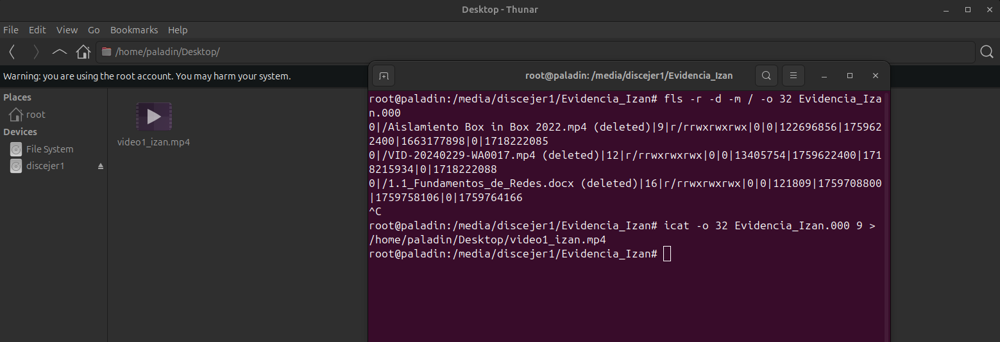 Desktop - Thunar
File Edit View Go Bookmarks Help
/home/paladin/Desktop/
Warning: you are using the root account. You may harm your system.
Places
root
Devices
File System
discejer1
video1_izan.mp4
root@paladin: /media/discejer1/Evidencia_Izan
root@paladin:/media/discejer1/Evidencia_Izan# fls -r -d -m / -o 32 Evidencia_Iza
n.000
0|/Aislamiento Box in Box 2022.mp4 (deleted)|9|r/rrwxrwxrwx|0|0|122696856|175962
2400|1663177898|0|1718222085
0|/VID-20240229-WA0017.mp4 (deleted)|12|r/rrwxrwxrwx|0|0|13405754|1759622400|171
8215934|0|1718222088
0|/1.1_Fundamentos_de_Redes.docx (deleted)|16|r/rrwxrwxrwx|0|0|121809|1759708800
|1759758106|0|1759764166
^C
root@paladin:/media/discejer1/Evidencia_Izan# icat -o 32 Evidencia_Izan.000 9 >
/home/paladin/Desktop/video1_izan.mp4
root@paladin:/media/discejer1/Evidencia_Izan#